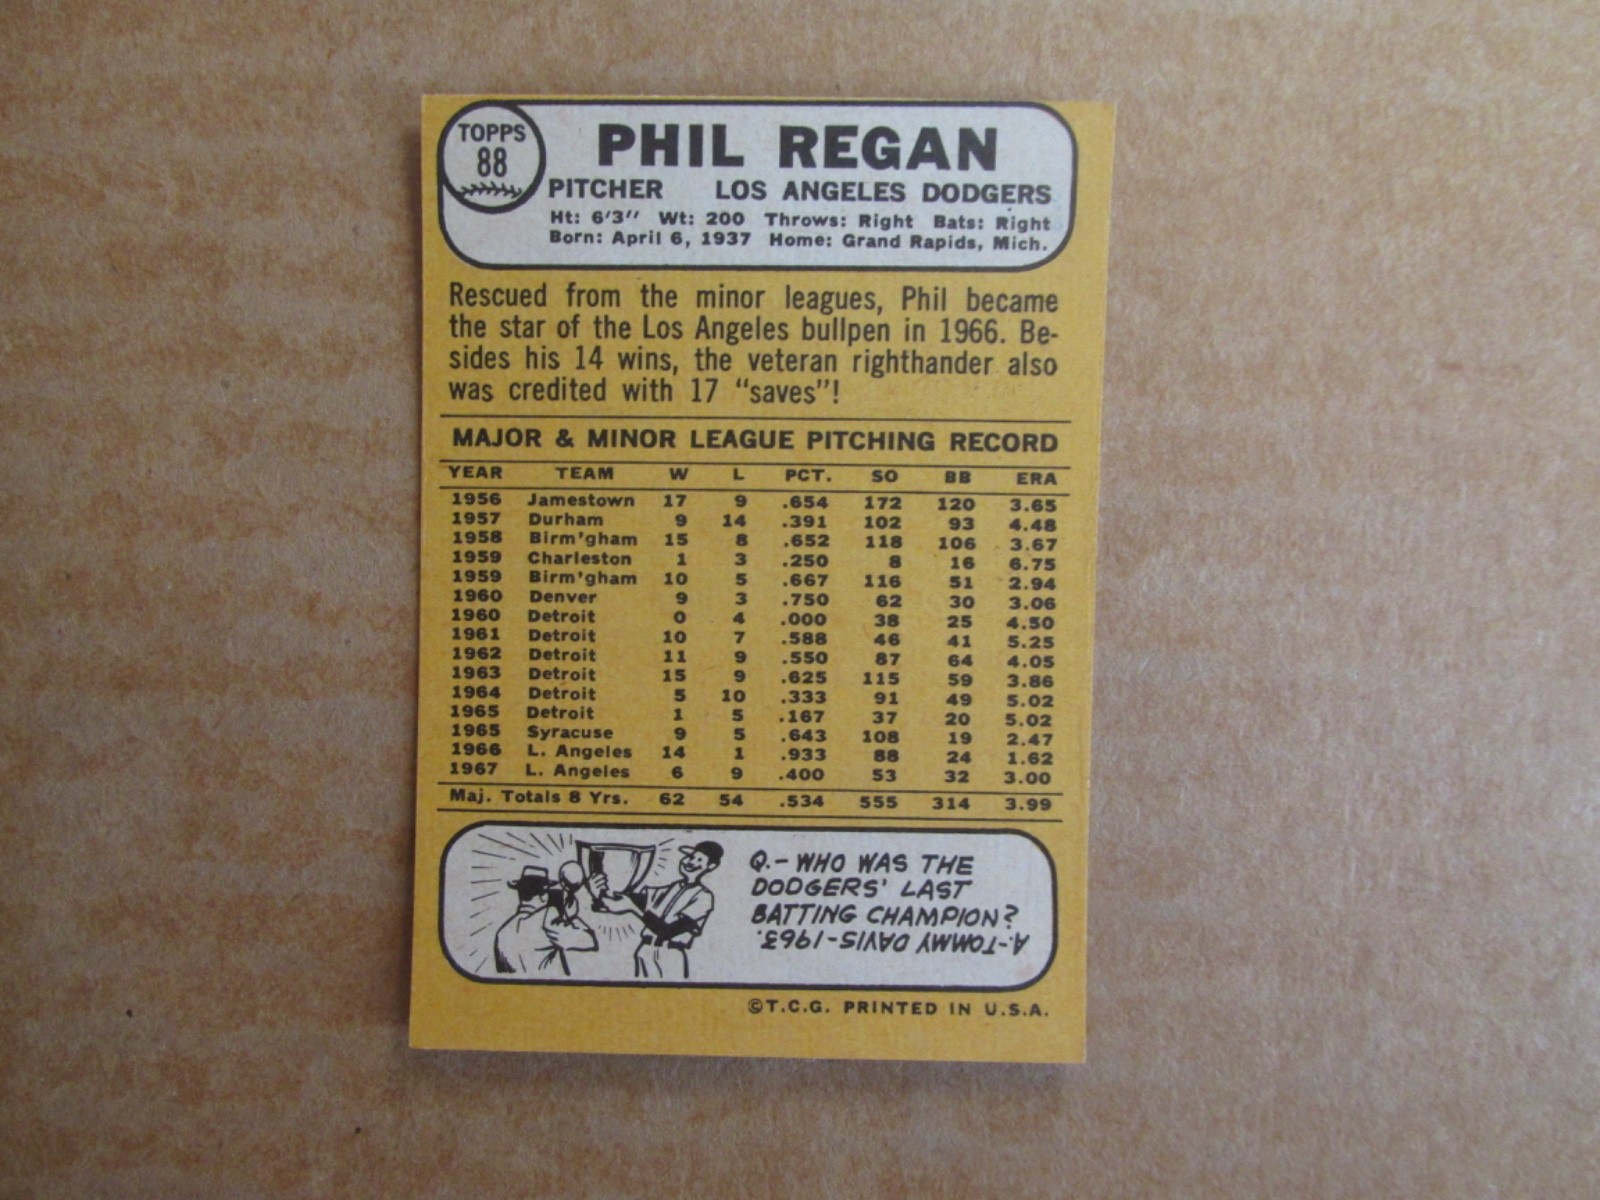 TOPPS
88
PHIL REGAN
PITCHER LOS ANGELES DODGERS
Ht: 6'3" Wt: 200 Throws: Right Bats: Right
Born: April 6, 1937 Home: Grand Rapids, Mich.
Rescued from the minor leagues, Phil became
the star of the Los Angeles bullpen in 1966. Be-
sides his 14 wins, the veteran righthander also
was credited with 17 "saves"!
MAJOR & MINOR LEAGUE PITCHING RECORD
YEAR TEAM W L PCT. SO BB ERA
1956 Jamestown 17 9 .654 172 120 3.65
1957 Durham 9 14 .391 102 93 4.48
1958 Birm'gham 15 8 .652 118 106 3.67
1959 Charleston 1 3 .250 8 16 6.75
1959 Birm'gham 10 5 .667 116 51 2.94
1960 Denver 9 3 .750 62 30 3.06
1960 Detroit 0 4 .000 38 25 4.50
1961 Detroit 10 7 .588 46 41 5.25
1962 Detroit 11 9 .550 87 64 4.05
1963 Detroit 15 9 .625 115 59 3.86
1964 Detroit 5 10 .333 91 49 5.02
1965 Detroit 1 5 .167 37 20 5.02
1965 Syracuse 9 5 .643 108 19 2.47
1966 L. Angeles 14 1 .933 88 24 1.62
1967 L. Angeles 6 9 .400 53 32 3.00
Maj. Totals 8 Yrs. 62 54 .534 555 314 3.99
Q.- WHO WAS THE
DODGERS' LAST
BATTING CHAMPION?
A.-TOMMY DAVIS-1963.
©T.C.G. PRINTED IN U.S.A.